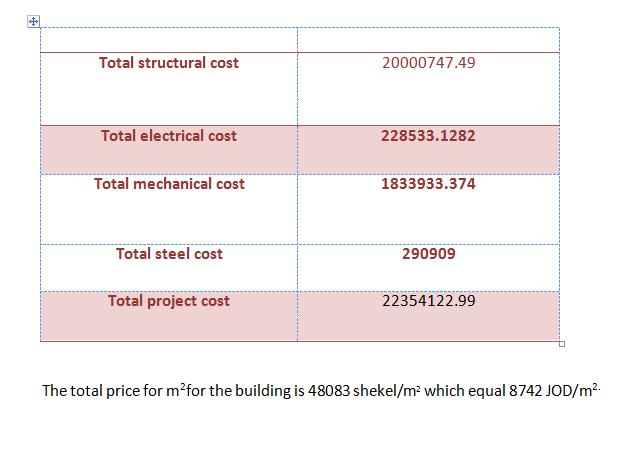 Total structural cost 20000747.49
Total electrical cost 228533.1282
Total mechanical cost 1833933.374
Total steel cost 290909
Total project cost 22354122.99
The total price for m² for the building is 48083 shekel/m² which equal 8742 JOD/m².